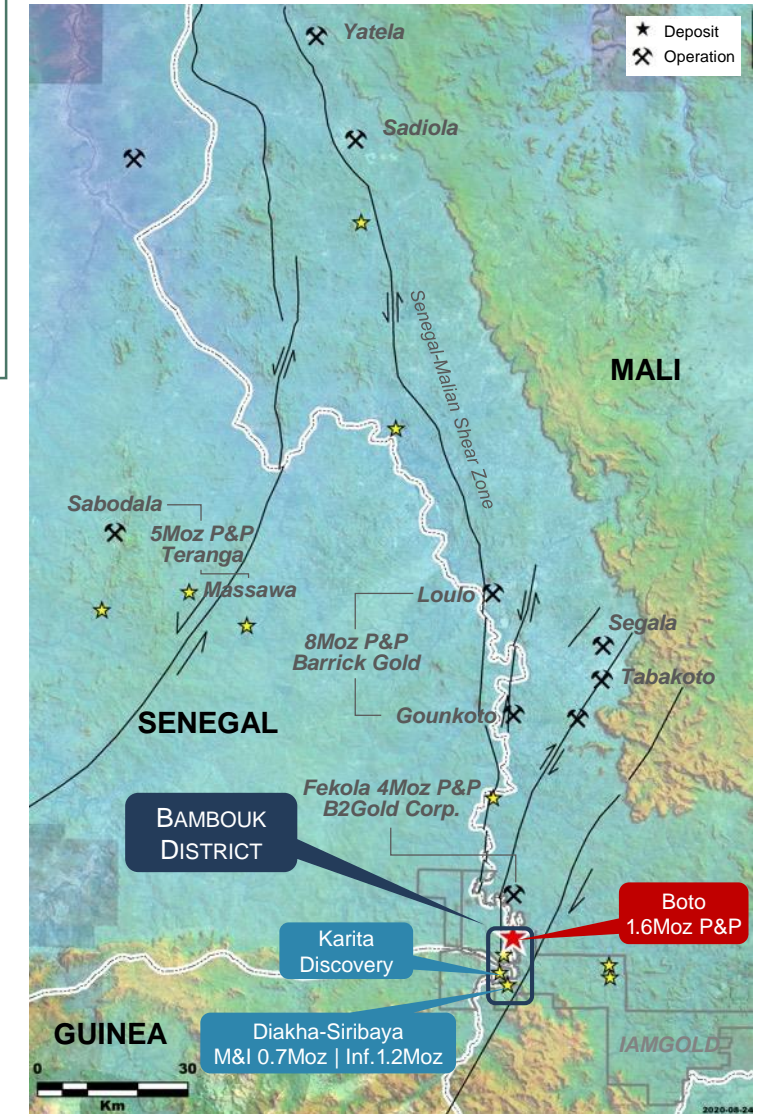 Deposit
Operation
Yatela
Sadiola
Senegal-Malian Shear Zone
MALI
Sabodala
5Moz P&P
Teranga
Massawa
Loulo
8Moz P&P
Barrick Gold
Gounkoto
Segala
Tabakoto
SENEGAL
Fekola 4Moz P&P
B2Gold Corp.
BAMBOUK
DISTRICT
Boto
1.6Moz P&P
Karita
Discovery
Diakha-Siribaya
M&I 0.7Moz | Inf.1.2Moz
GUINEA
IAMGOLD
0 30
Km
2020-08-24